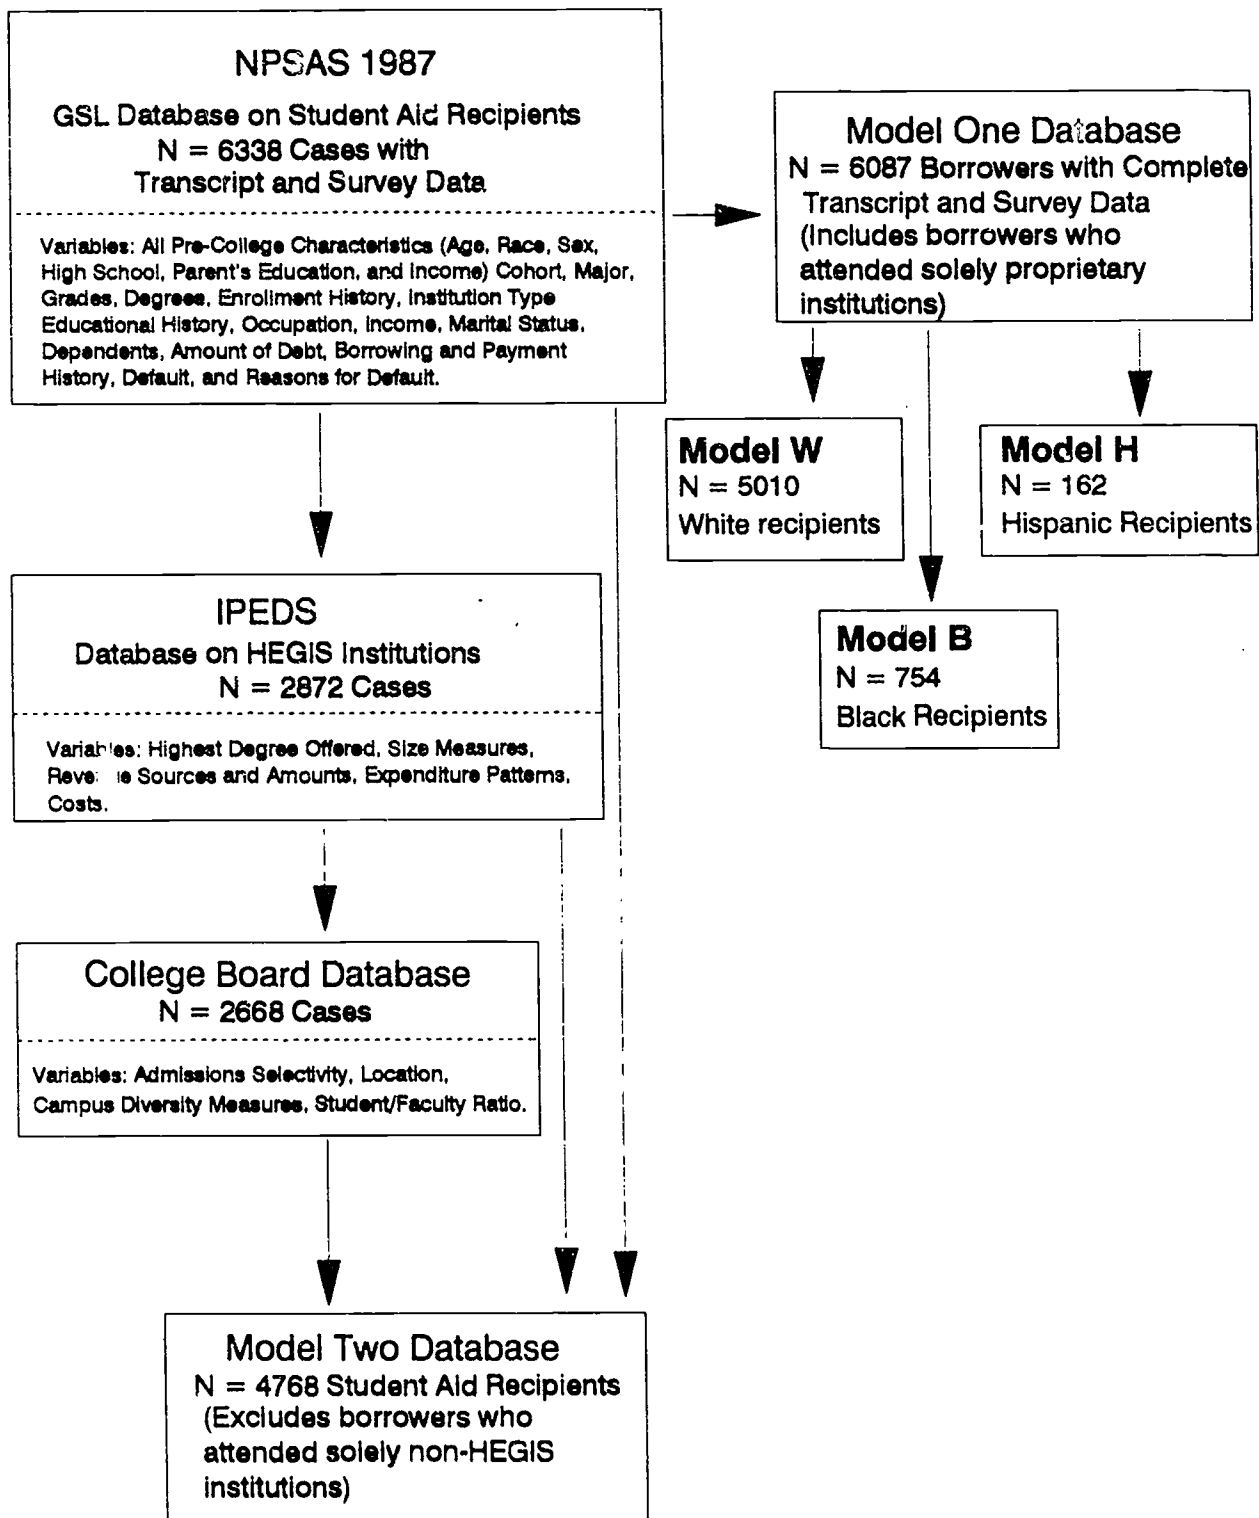 NPSAS 1987
GSL Database on Student Aid Recipients
N = 6338 Cases with
Transcript and Survey Data
Variables: All Pre-College Characteristics (Age, Race, Sex,
High School, Parent's Education, and Income) Cohort, Major,
Grades, Degrees, Enrollment History, Institution Type
Educational History, Occupation, Income, Marital Status,
Dependents, Amount of Debt, Borrowing and Payment
History, Default, and Reasons for Default.
Model One Database
N = 6087 Borrowers with Complete
Transcript and Survey Data
(Includes borrowers who
attended solely proprietary
institutions)
Model W
N = 5010
White recipients
Model H
N = 162
Hispanic Recipients
Model B
N = 754
Black Recipients
IPEDS
Database on HEGIS Institutions
N = 2872 Cases
Variables: Highest Degree Offered, Size Measures,
Revenue Sources and Amounts, Expenditure Patterns,
Costs.
College Board Database
N = 2668 Cases
Variables: Admissions Selectivity, Location,
Campus Diversity Measures, Student/Faculty Ratio.
Model Two Database
N = 4768 Student Aid Recipients
(Excludes borrowers who
attended solely non-HEGIS
institutions)